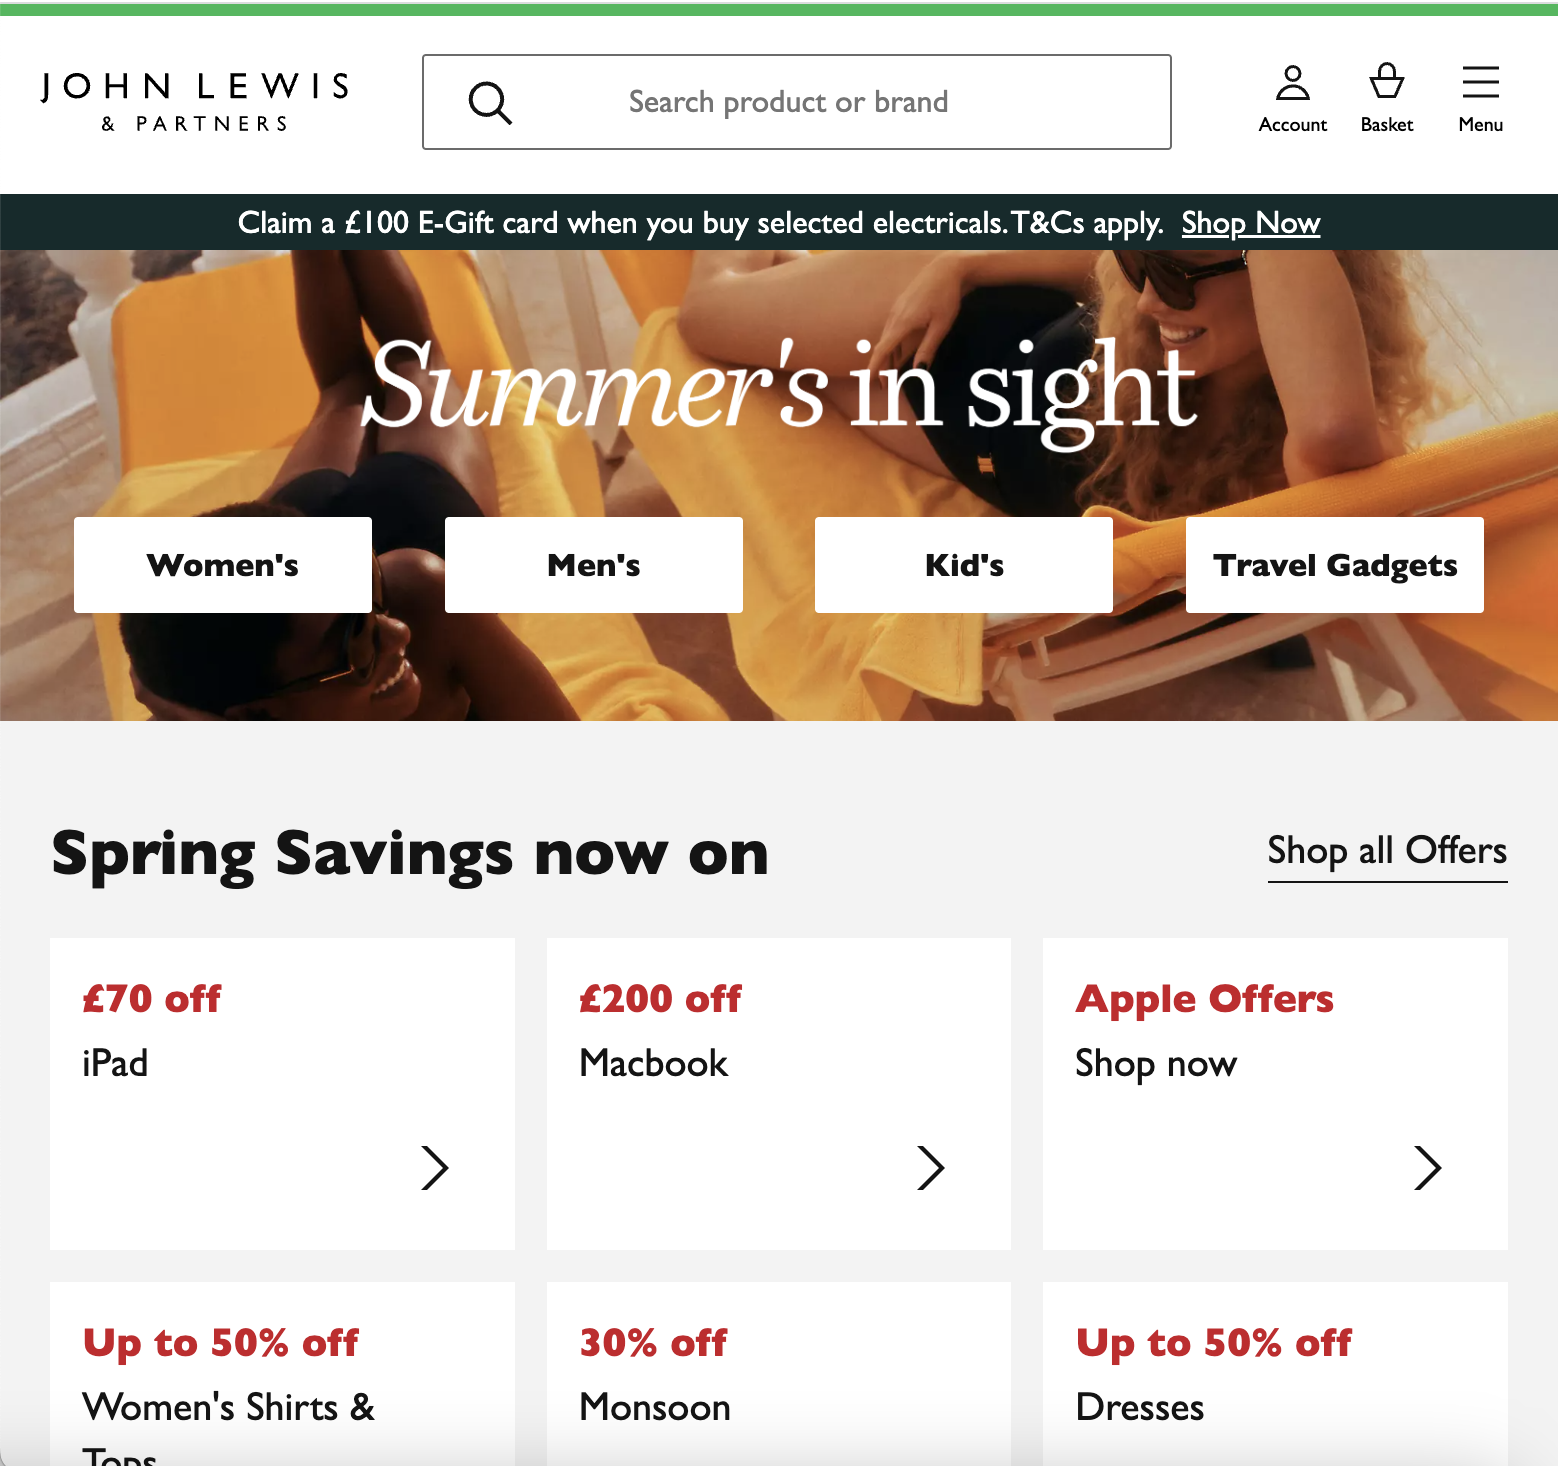 JOHN LEWIS
& PARTNERS
Search product or brand
Account
Basket
Menu
Claim a £100 E-Gift card when you buy selected electricals.T&Cs apply. Shop Now
Summer's in sight
Women's
Men's
Kid's
Travel Gadgets
Spring Savings now on
Shop all Offers
£70 off
iPad
£200 off
Macbook
Apple Offers
Shop now
Up to 50% off
Women's Shirts &
Tops
30% off
Monsoon
Up to 50% off
Dresses